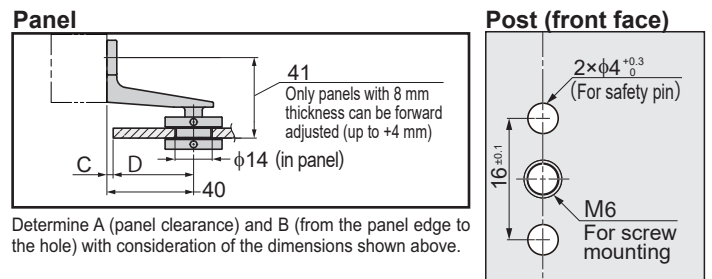 Panel
41
Only panels with 8 mm
thickness can be forward
adjusted (up to +4 mm)
C D
ϕ14 (in panel)
40
Determine A (panel clearance) and B (from the panel edge to
the hole) with consideration of the dimensions shown above.
Post (front face)
2×ϕ4 +0.3 0
(For safety pin)
16±0.1
M6
For screw
mounting